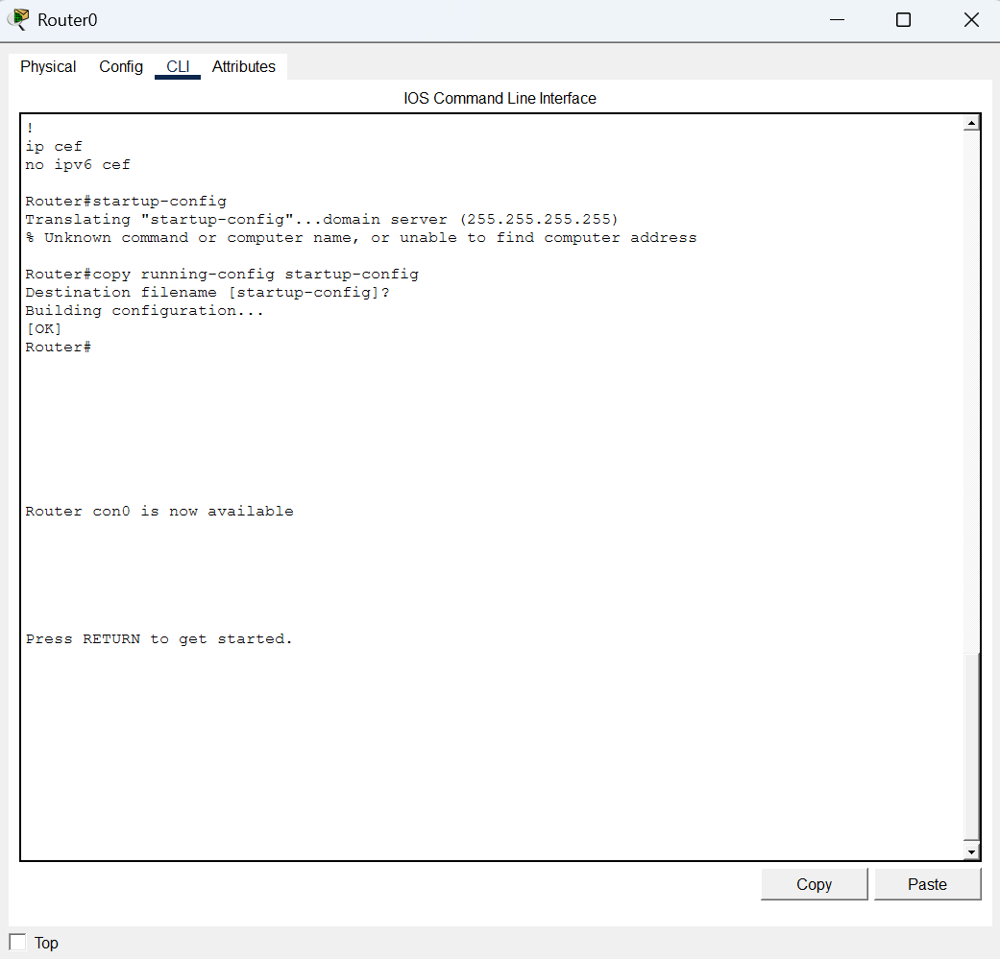 Router0
Physical Config CLI Attributes
IOS Command Line Interface
!
ip cef
no ipv6 cef
Router#startup-config
Translating "startup-config"...domain server (255.255.255.255)
% Unknown command or computer name, or unable to find computer address
Router#copy running-config startup-config
Destination filename [startup-config]?
Building configuration...
[OK]
Router#
Router con0 is now available
Press RETURN to get started.
Copy Paste
Top